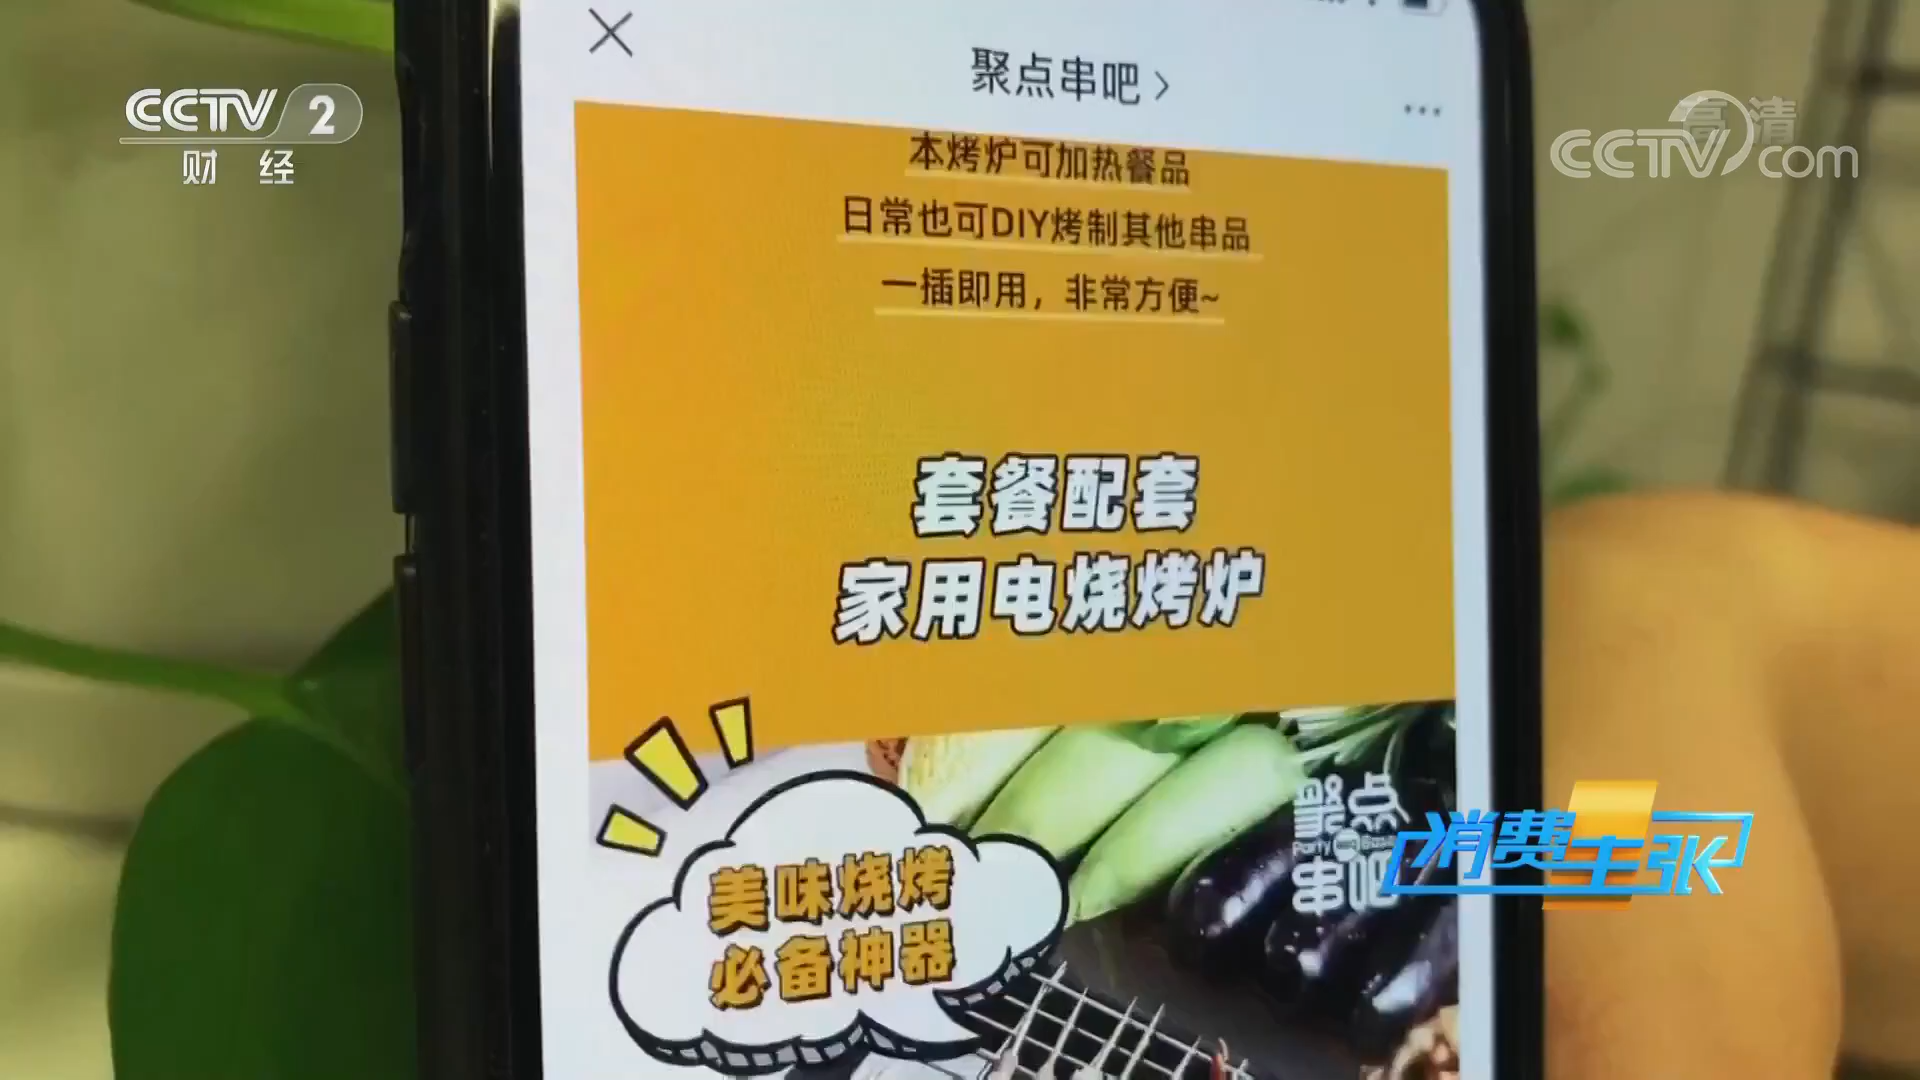 CCTV 2
财 经
高清
CCTV.com
聚点串吧
本烤炉可加热餐品
日常也可DIY烤制其他串品
一插即用，非常方便~
套餐配套
家用电烧烤炉
美味烧烤
必备神器
聚点
Party BBQ Base
串吧
消费主张